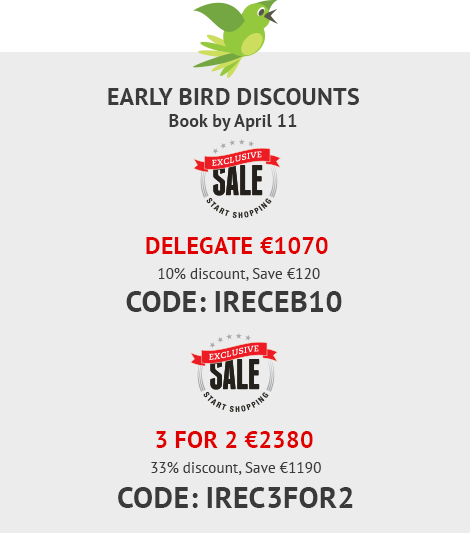 EARLY BIRD DISCOUNTS
Book by April 11
EXCLUSIVE
SALE
START SHOPPING
DELEGATE €1070
10% discount, Save €120
CODE: IRECEB10
EXCLUSIVE
SALE
START SHOPPING
3 FOR 2 €2380
33% discount, Save €1190
CODE: IREC3FOR2